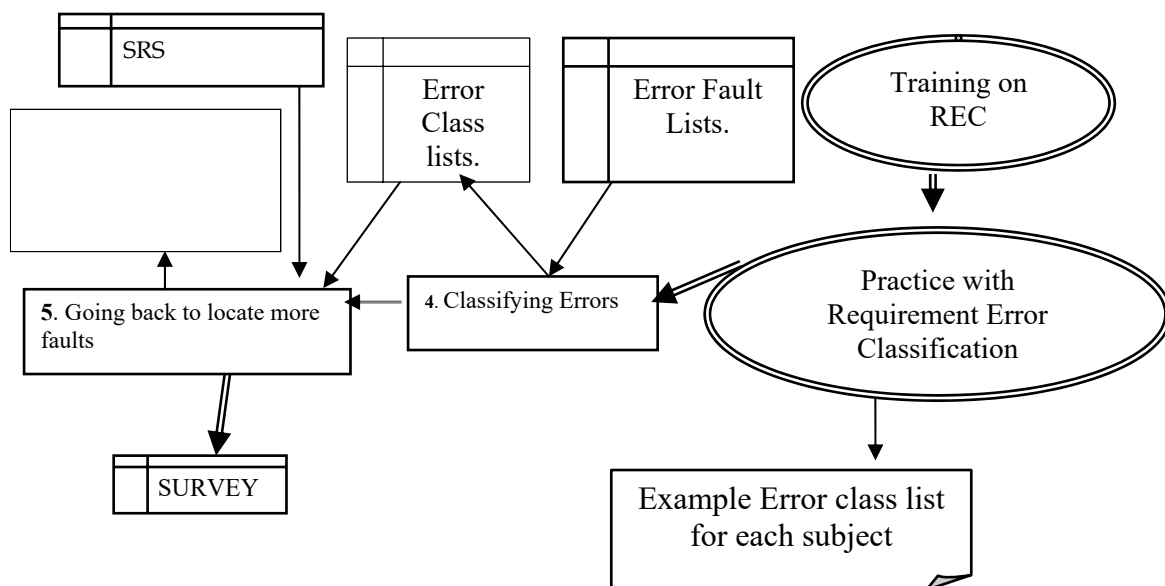 SRS
Error
Class
lists.
Error Fault
Lists.
Training on
REC
Practice with
Requirement Error
Classification
4. Classifying Errors
5. Going back to locate more
faults
SURVEY
Example Error class list
for each subject